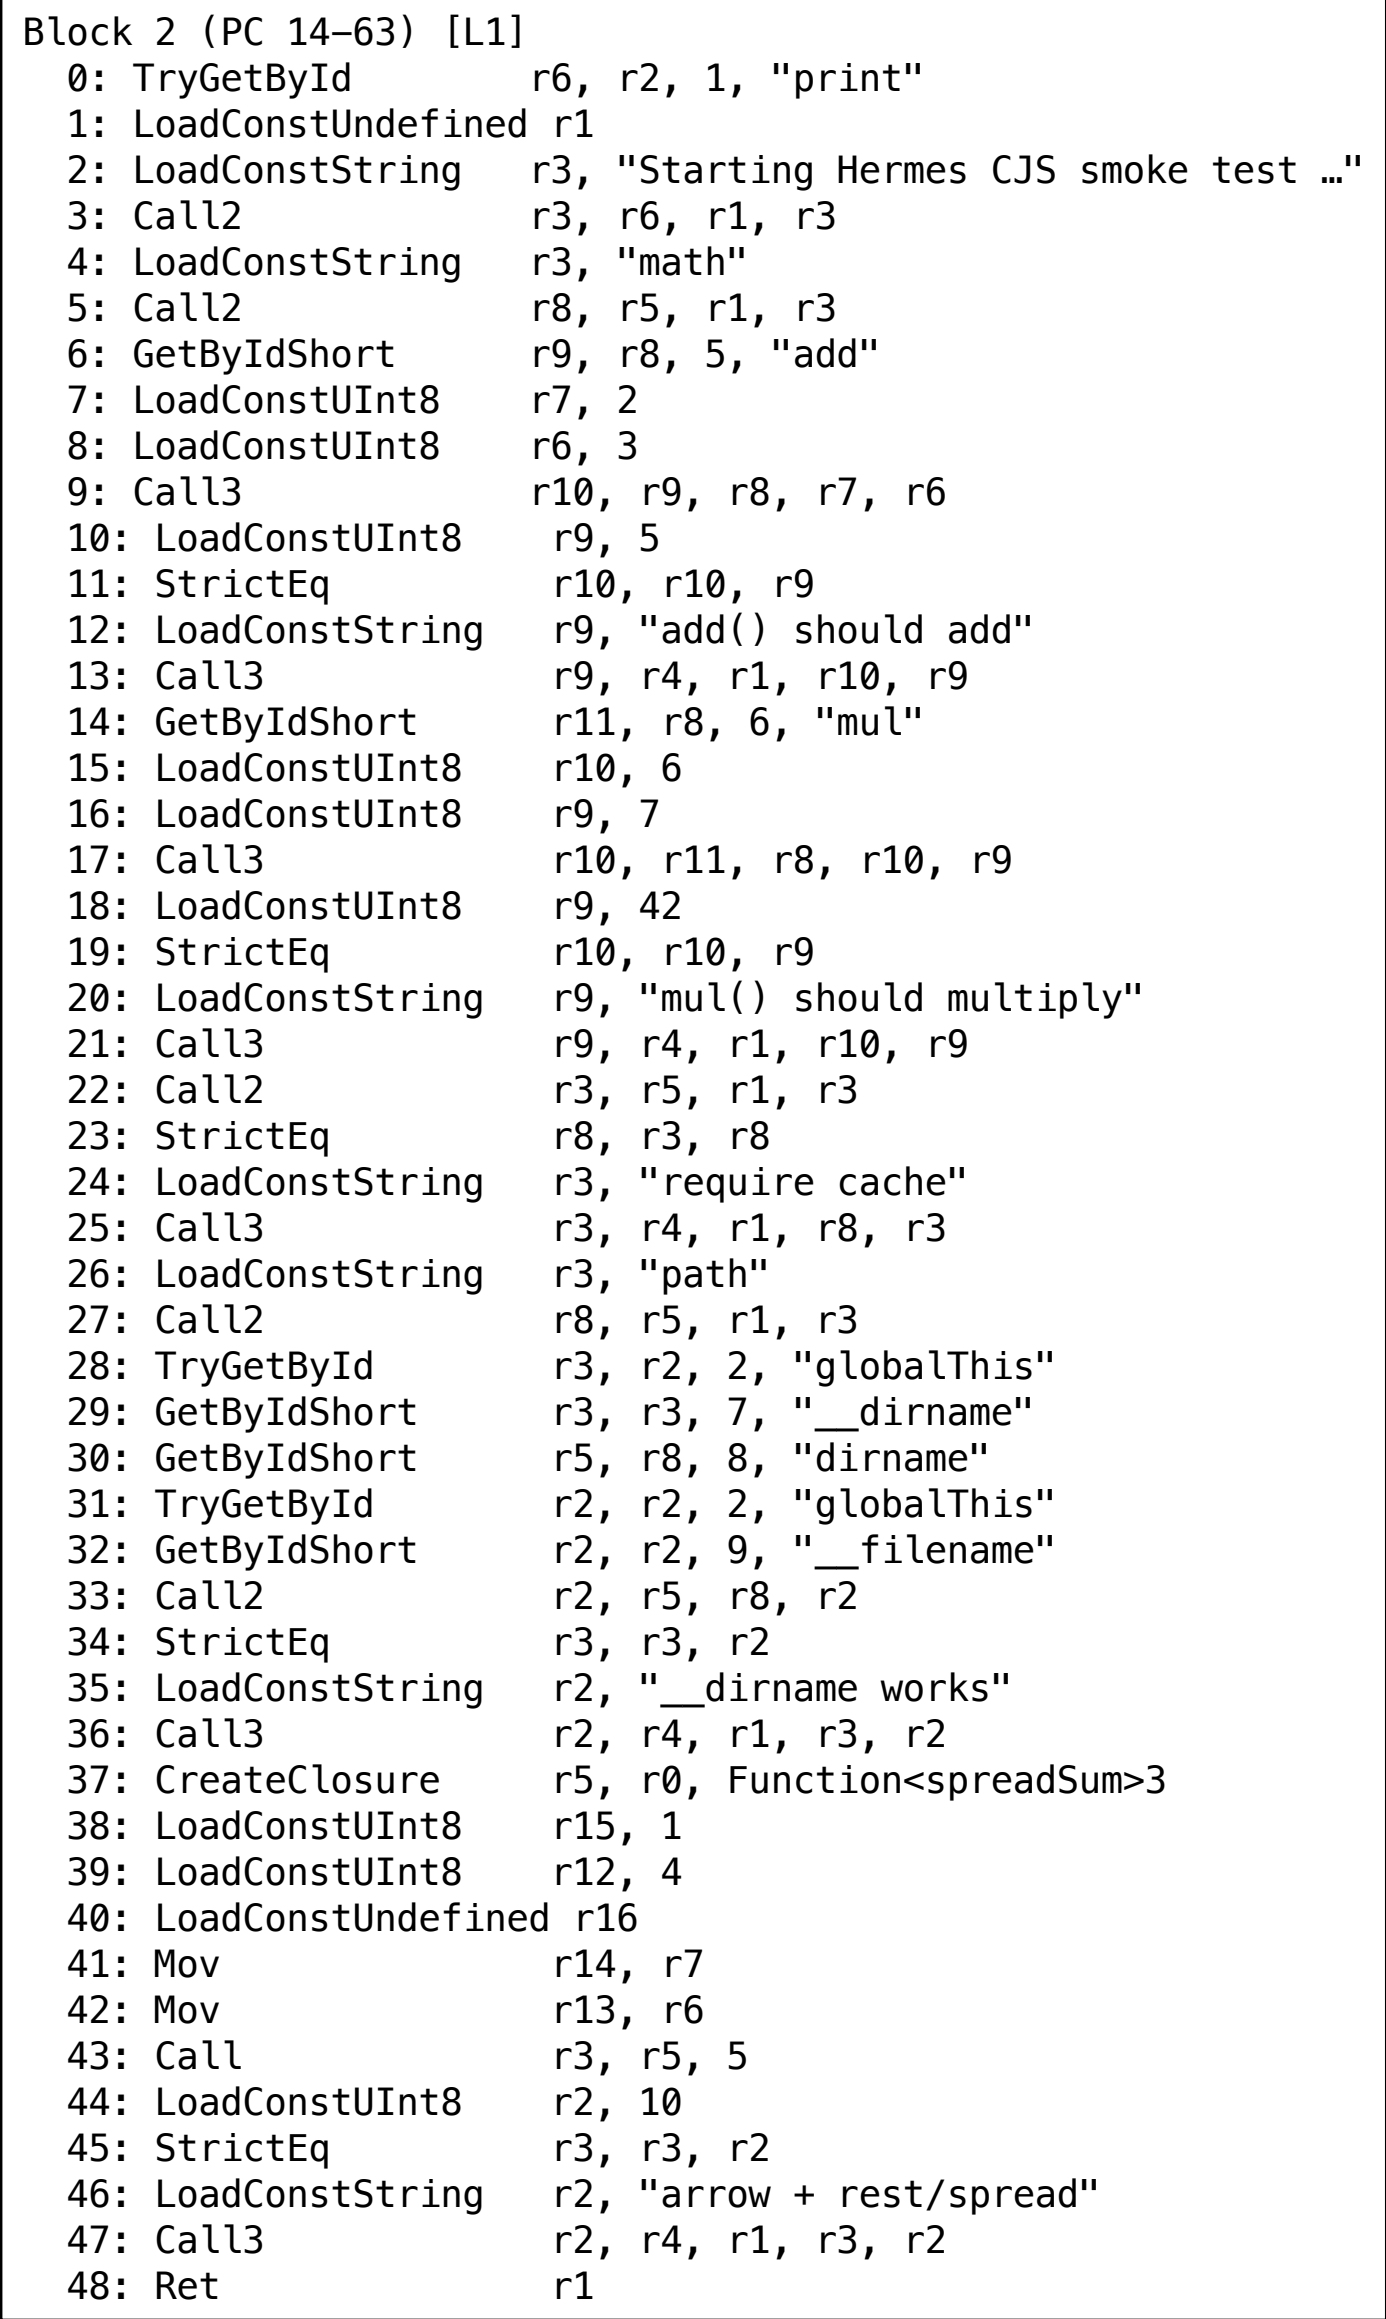 Block 2 (PC 14–63) [L1]
0: TryGetById r6, r2, 1, "print"
1: LoadConstUndefined r1
2: LoadConstString r3, "Starting Hermes CJS smoke test …"
3: Call2 r3, r6, r1, r3
4: LoadConstString r3, "math"
5: Call2 r8, r5, r1, r3
6: GetByIdShort r9, r8, 5, "add"
7: LoadConstUInt8 r7, 2
8: LoadConstUInt8 r6, 3
9: Call3 r10, r9, r8, r7, r6
10: LoadConstUInt8 r9, 5
11: StrictEq r10, r10, r9
12: LoadConstString r9, "add() should add"
13: Call3 r9, r4, r1, r10, r9
14: GetByIdShort r11, r8, 6, "mul"
15: LoadConstUInt8 r10, 6
16: LoadConstUInt8 r9, 7
17: Call3 r10, r11, r8, r10, r9
18: LoadConstUInt8 r9, 42
19: StrictEq r10, r10, r9
20: LoadConstString r9, "mul() should multiply"
21: Call3 r9, r4, r1, r10, r9
22: Call2 r3, r5, r1, r3
23: StrictEq r8, r3, r8
24: LoadConstString r3, "require cache"
25: Call3 r3, r4, r1, r8, r3
26: LoadConstString r3, "path"
27: Call2 r8, r5, r1, r3
28: TryGetById r3, r2, 2, "globalThis"
29: GetByIdShort r3, r3, 7, "__dirname"
30: GetByIdShort r5, r8, 8, "dirname"
31: TryGetById r2, r2, 2, "globalThis"
32: GetByIdShort r2, r2, 9, "__filename"
33: Call2 r2, r5, r8, r2
34: StrictEq r3, r3, r2
35: LoadConstString r2, "__dirname works"
36: Call3 r2, r4, r1, r3, r2
37: CreateClosure r5, r0, Function<spreadSum>3
38: LoadConstUInt8 r15, 1
39: LoadConstUInt8 r12, 4
40: LoadConstUndefined r16
41: Mov r14, r7
42: Mov r13, r6
43: Call r3, r5, 5
44: LoadConstUInt8 r2, 10
45: StrictEq r3, r3, r2
46: LoadConstString r2, "arrow + rest/spread"
47: Call3 r2, r4, r1, r3, r2
48: Ret r1